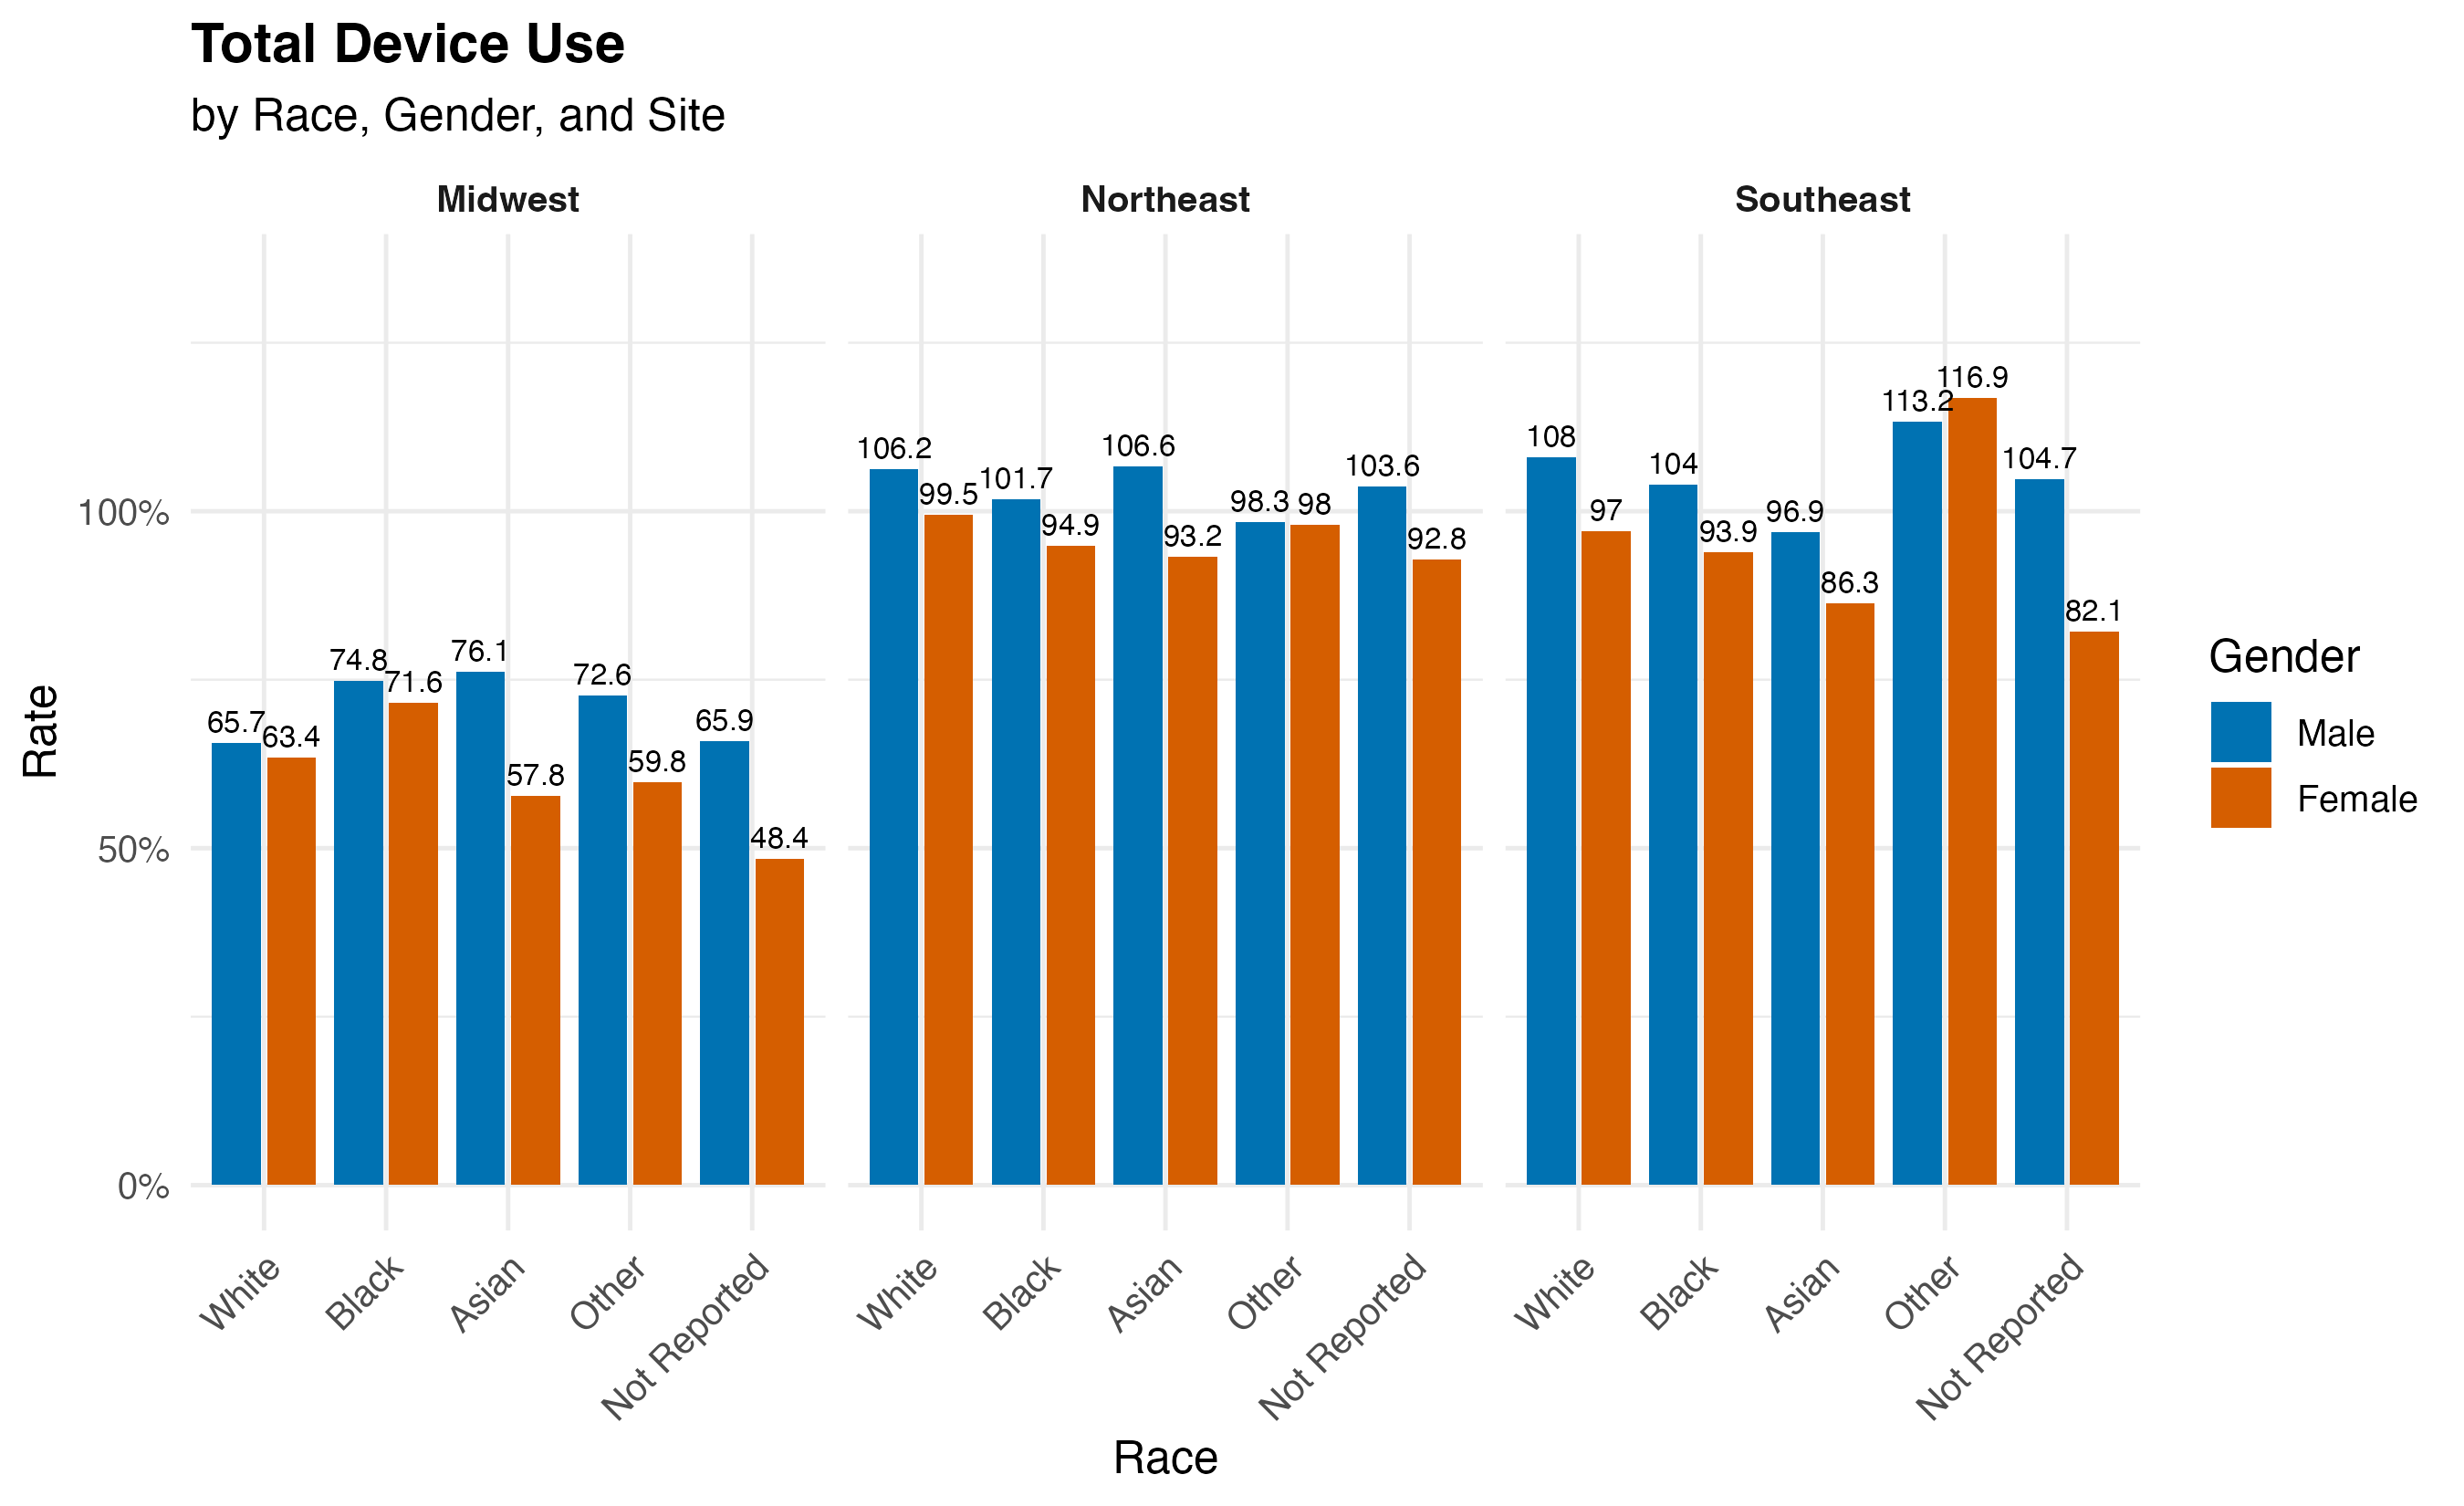 Total Device Use
by Race, Gender, and Site
Midwest
Northeast
Southeast
Rate
100%
50%
0%
65.7
63.4
74.8
71.6
76.1
57.8
72.6
59.8
65.9
48.4
106.2
99.5
101.7
94.9
106.6
93.2
98.3
98
103.6
92.8
108
97
104
93.9
96.9
86.3
113.2
116.9
104.7
82.1
White
Black
Asian
Other
Not Reported
White
Black
Asian
Other
Not Reported
White
Black
Asian
Other
Not Reported
Race
Gender
Male
Female